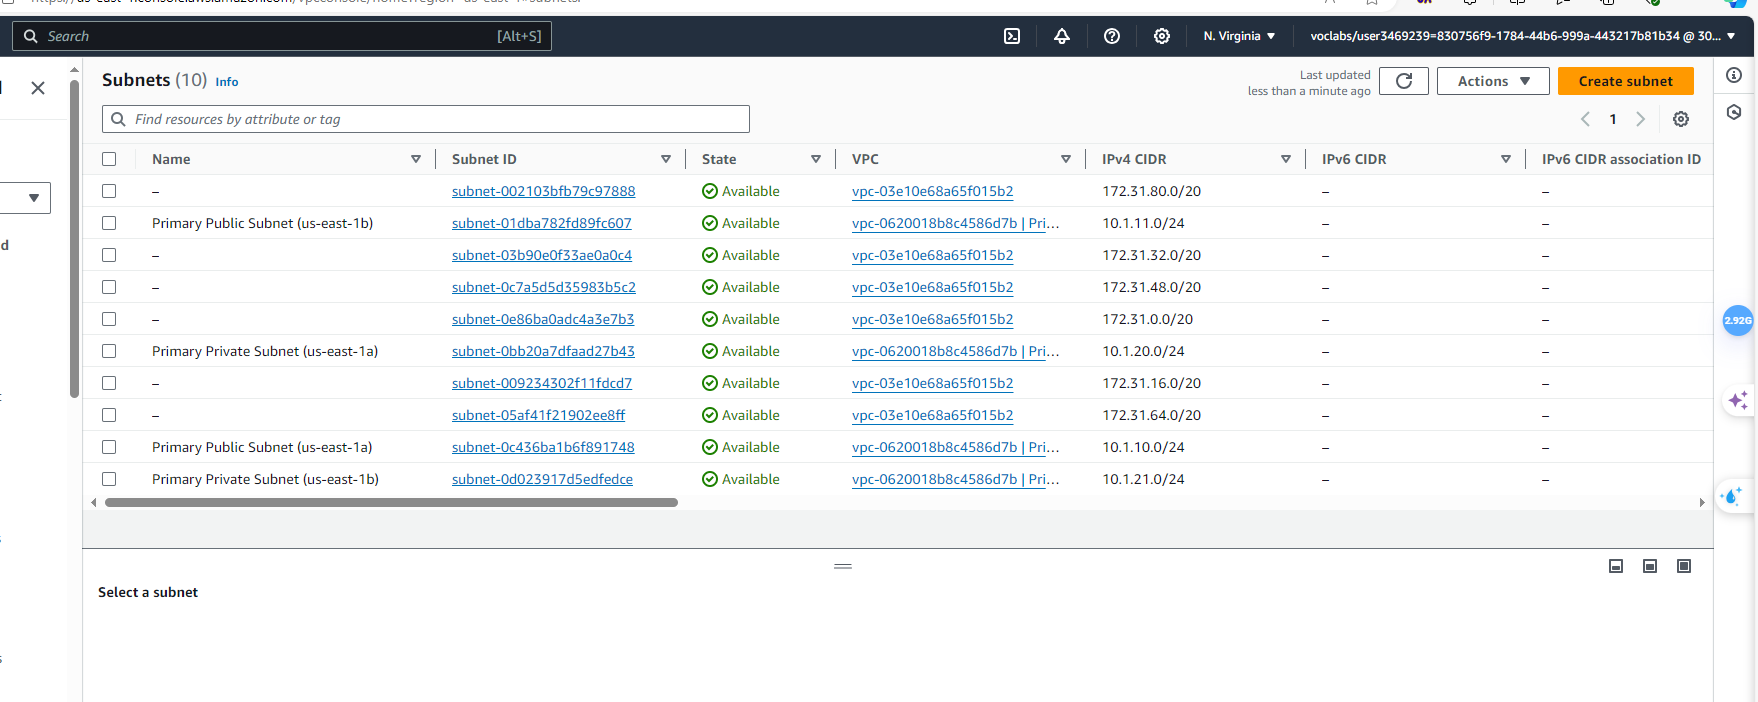 Search [Alt+S] N. Virginia voclabs/user3469239=830756f9-1784-44b6-999a-443217b81b34 @ 30...
Subnets (10) Info
Last updated
less than a minute ago
Actions
Create subnet
Find resources by attribute or tag
1
Name Subnet ID State VPC IPv4 CIDR IPv6 CIDR IPv6 CIDR association ID
– subnet-002103bfb79c97888 Available vpc-03e10e68a65f015b2 172.31.80.0/20 – –
Primary Public Subnet (us-east-1b) subnet-01dba782fd89fc607 Available vpc-0620018b8c4586d7b | Pri... 10.1.11.0/24 – –
– subnet-03b90e0f33ae0a0c4 Available vpc-03e10e68a65f015b2 172.31.32.0/20 – –
– subnet-0c7a5d5d35983b5c2 Available vpc-03e10e68a65f015b2 172.31.48.0/20 – –
– subnet-0e86ba0adc4a3e7b3 Available vpc-03e10e68a65f015b2 172.31.0.0/20 – –
Primary Private Subnet (us-east-1a) subnet-0bb20a7dfaad27b43 Available vpc-0620018b8c4586d7b | Pri... 10.1.20.0/24 – –
– subnet-009234302f11fdcd7 Available vpc-03e10e68a65f015b2 172.31.16.0/20 – –
– subnet-05af41f21902ee8ff Available vpc-03e10e68a65f015b2 172.31.64.0/20 – –
Primary Public Subnet (us-east-1a) subnet-0c436ba1b6f891748 Available vpc-0620018b8c4586d7b | Pri... 10.1.10.0/24 – –
Primary Private Subnet (us-east-1b) subnet-0d023917d5edfedce Available vpc-0620018b8c4586d7b | Pri... 10.1.21.0/24 – –
2.92G
Select a subnet